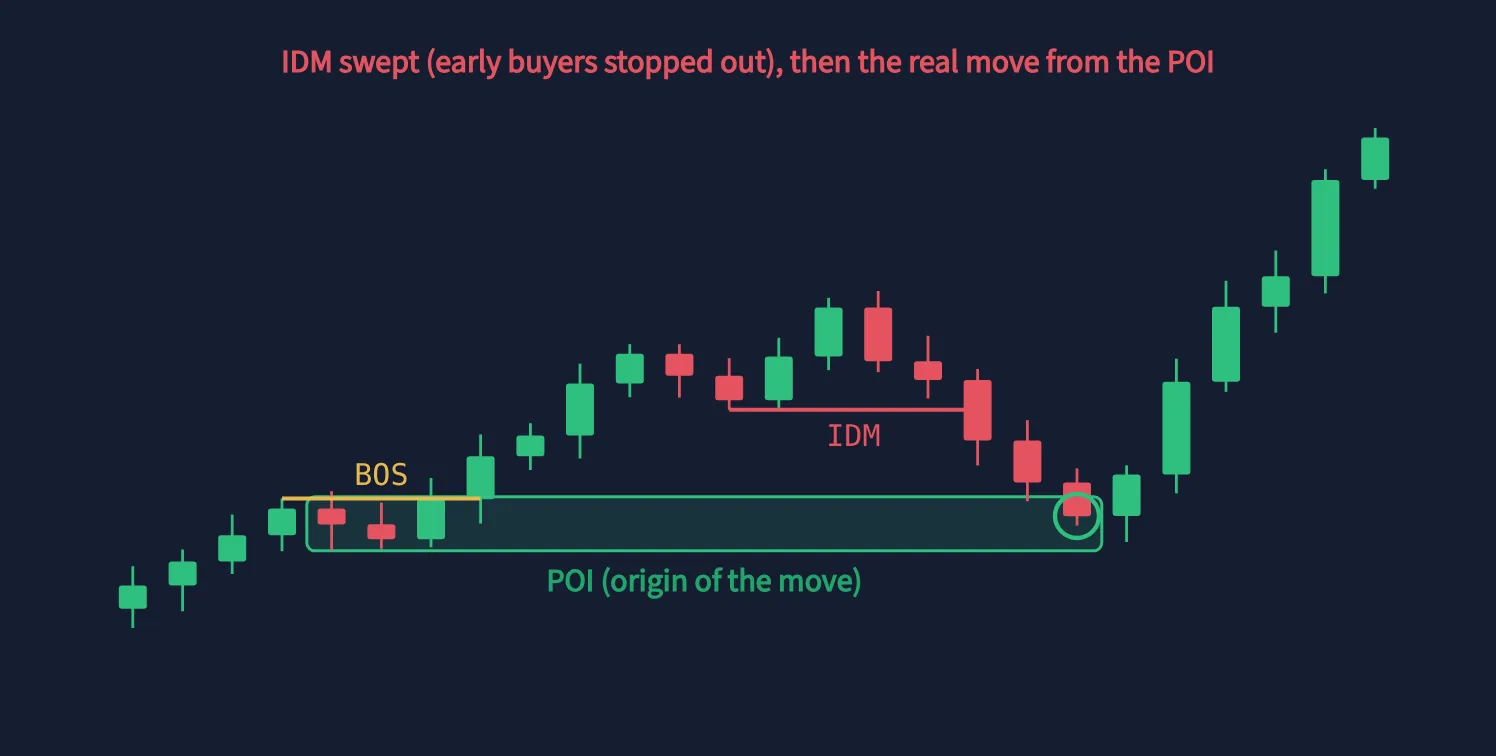 IDM swept (early buyers stopped out), then the real move from the POI
IDM
BOS
POI (origin of the move)